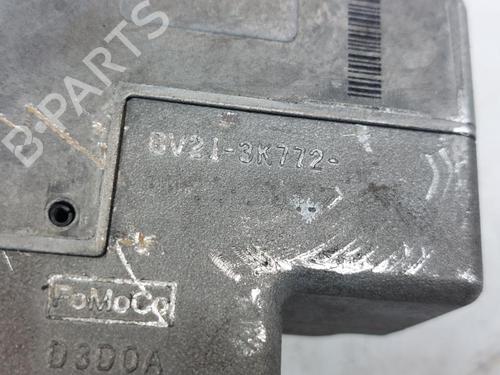 B-PARTS
8V21-3K772-
FoMoCo
D3D0A